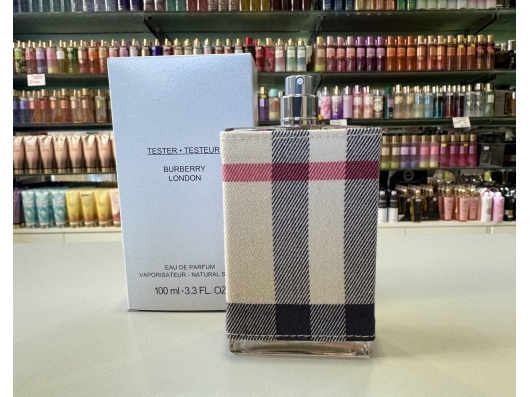 TESTER • TESTEUR
BURBERRY
LONDON
EAU DE PARFUM
VAPORISATEUR - NATURAL
100 ml • 3.3 FL. OZ